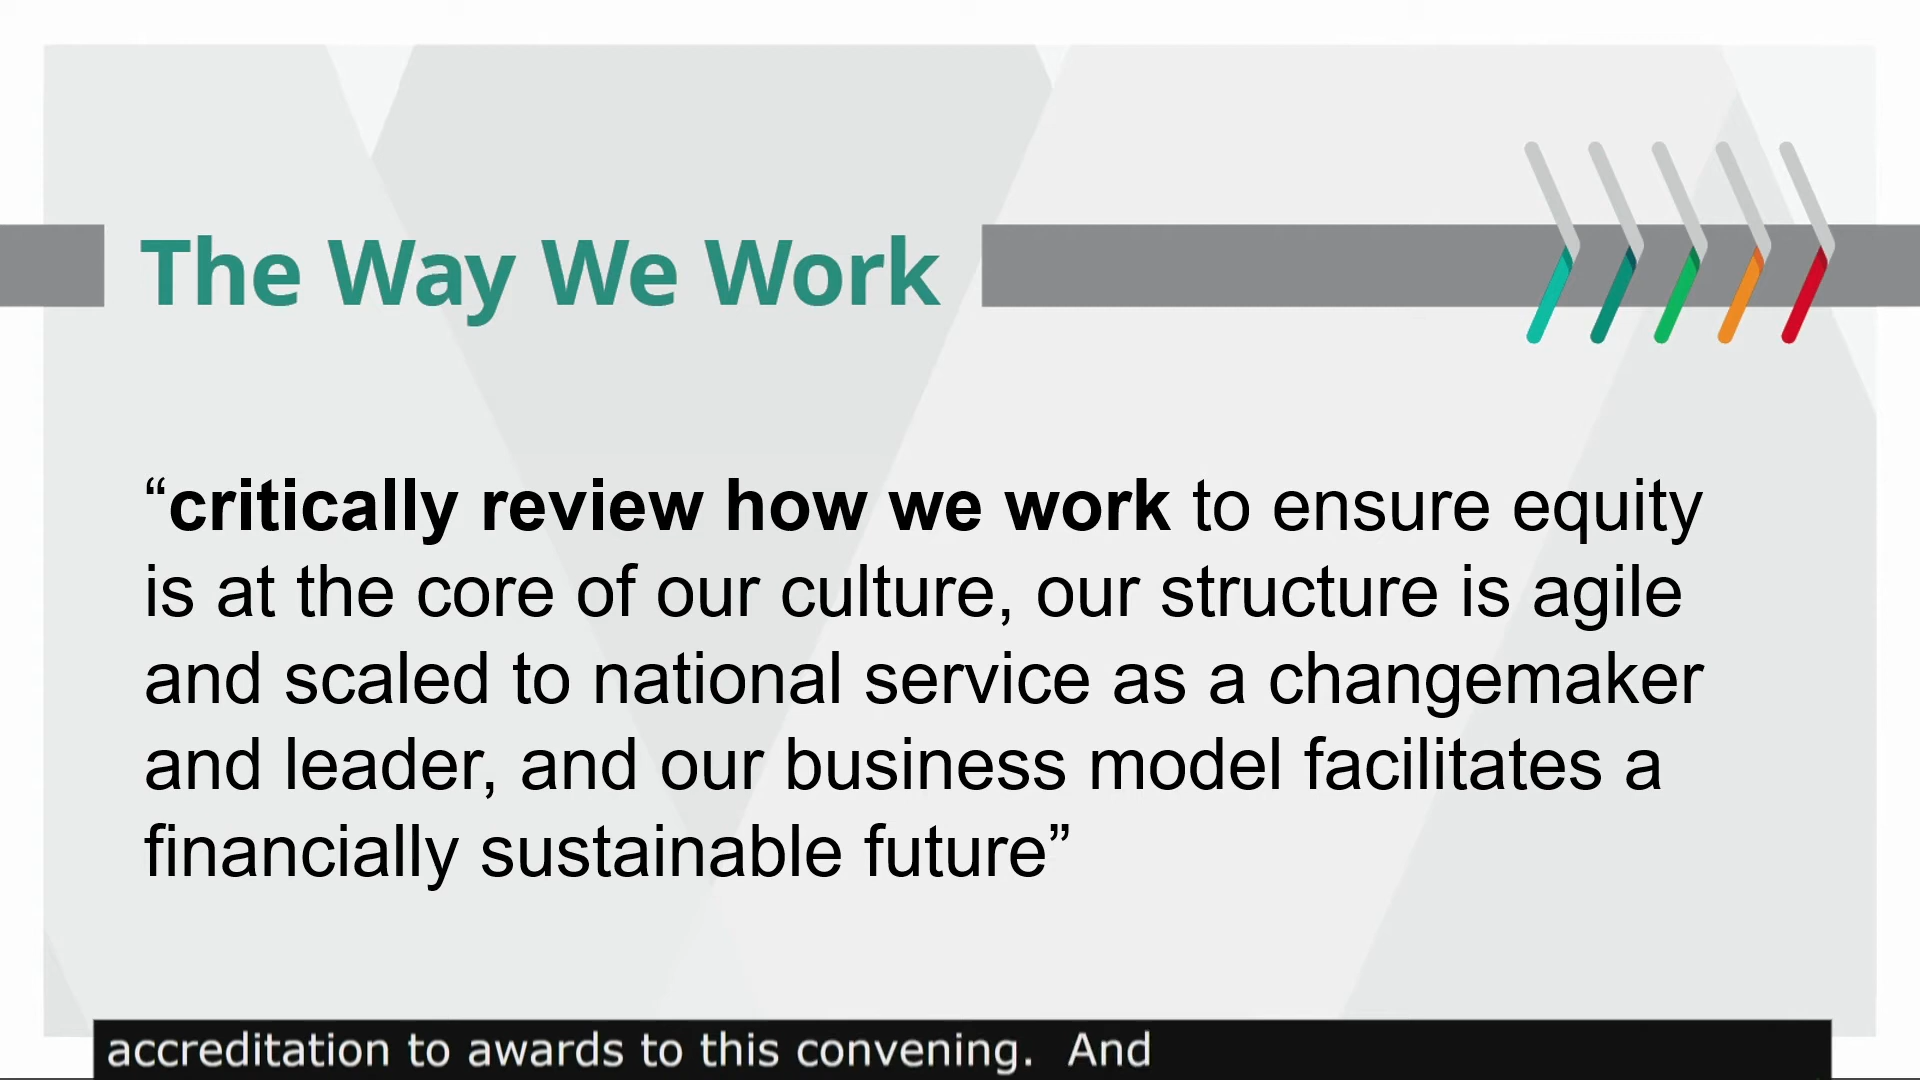 The Way We Work
“critically review how we work to ensure equity
is at the core of our culture, our structure is agile
and scaled to national service as a changemaker
and leader, and our business model facilitates a
financially sustainable future”
accreditation to awards to this convening.  And